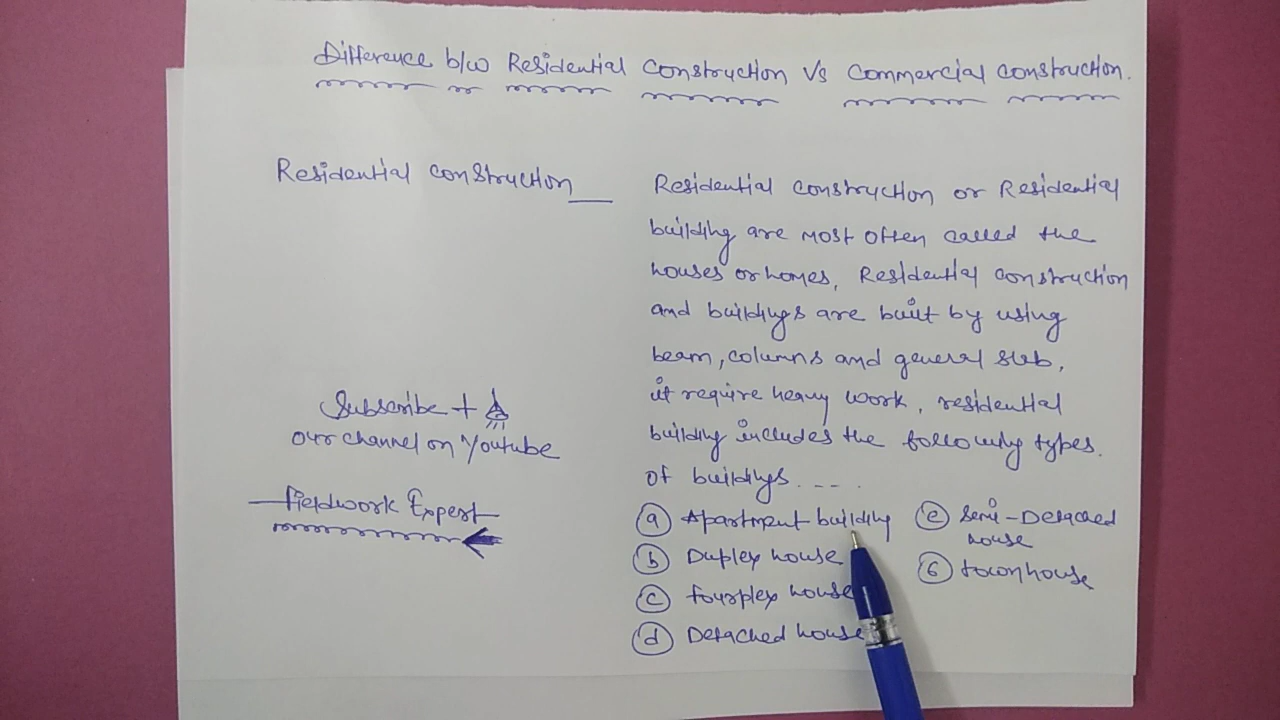 Difference b/w Residential Construction Vs Commercial Construction.
Residential construction __
Residential construction or Residential
building are most often called the
houses or homes, Residential construction
and buildings are built by using
beam, columns and general slab,
it require heavy work, residential
building includes the following types.
of buildings....
(a) Apartment building
(b) Duplex house
(c) fourplex house
(d) Detached house
(e) Semi-Detached
house
(6) townhouse
Subscribe +
our channel on Youtube
fieldwork Expert